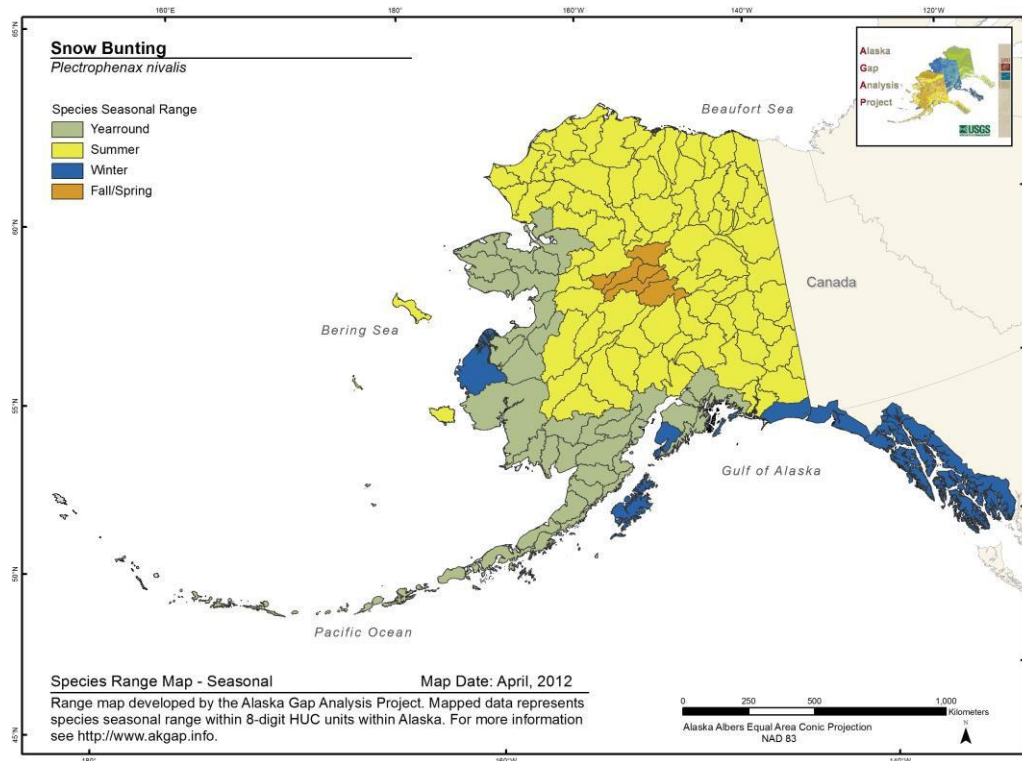 160°E
180°
160°W
140°W
120°W
65°N
60°N
55°N
50°N
45°N
Snow Bunting
Plectrophenax nivalis
Species Seasonal Range
Yearround
Summer
Winter
Fall/Spring
Alaska
Gap
Analysis
Project
USGS
Beaufort Sea
Canada
Bering Sea
Gulf of Alaska
Pacific Ocean
Species Range Map - Seasonal Map Date: April, 2012
Range map developed by the Alaska Gap Analysis Project. Mapped data represents
species seasonal range within 8-digit HUC units within Alaska. For more information
see http://www.akgap.info.
0 250 500 1,000
Kilometers
Alaska Albers Equal Area Conic Projection
NAD 83
N
180°
160°W
140°W